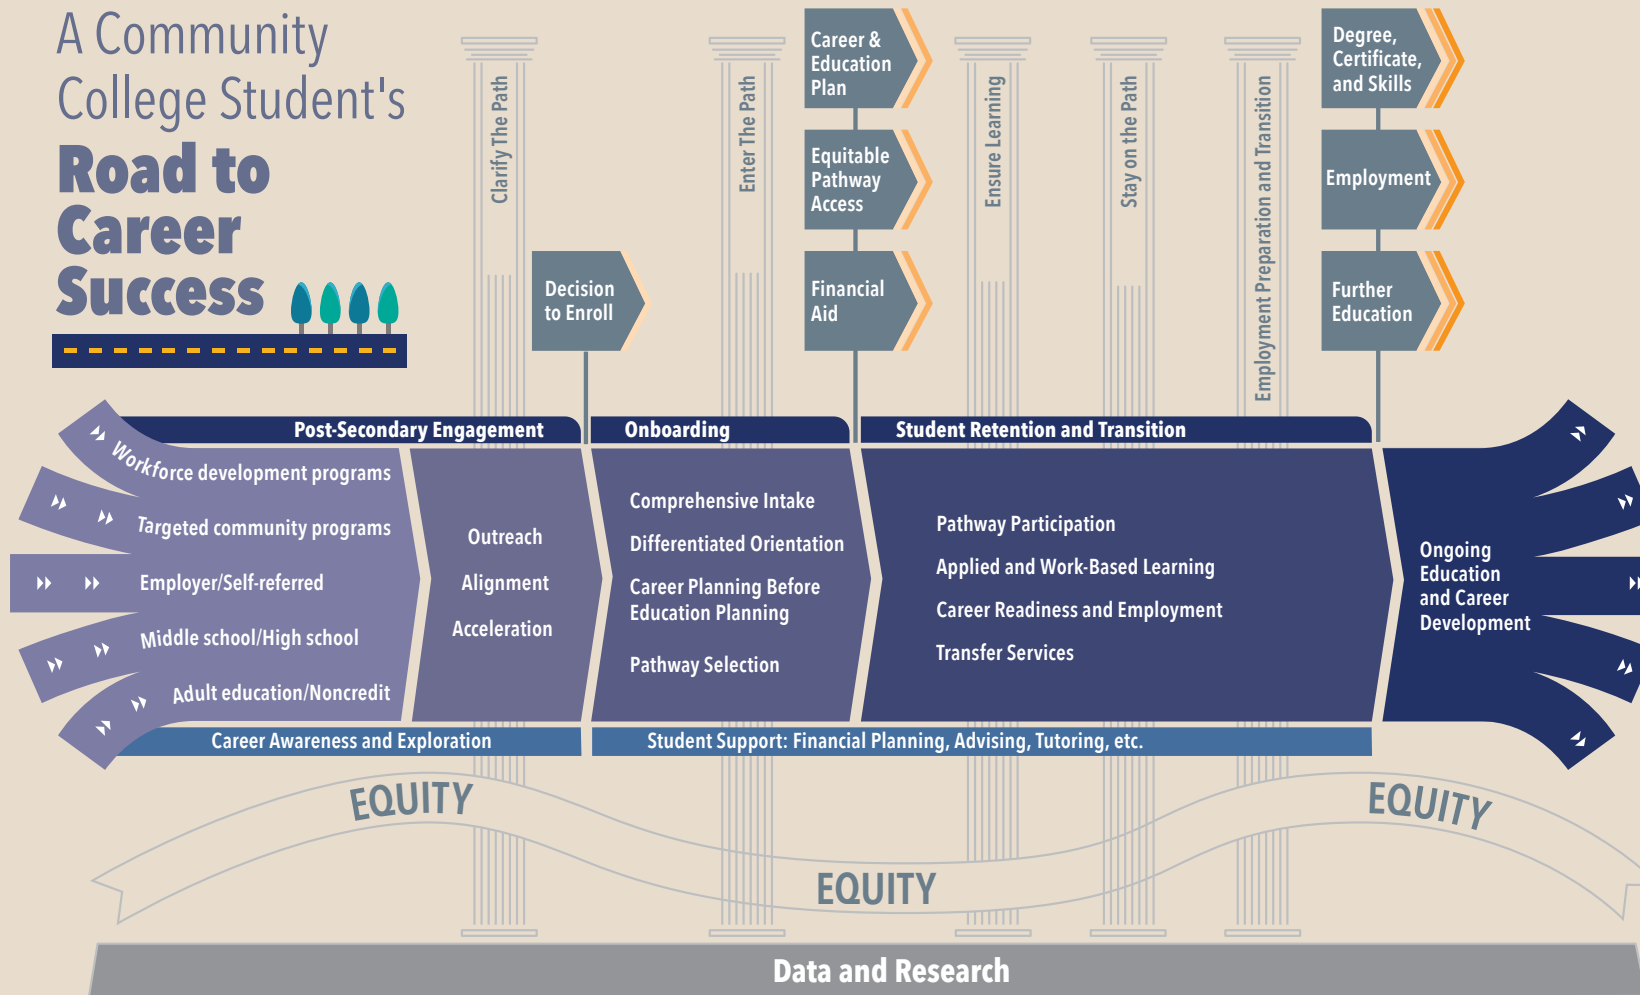 A Community
College Student's
Road to
Career
Success
Clarify The Path
Enter The Path
Ensure Learning
Stay on the Path
Employment Preparation and Transition
Decision
to Enroll
Career &
Education
Plan
Equitable
Pathway
Access
Financial
Aid
Degree,
Certificate,
and Skills
Employment
Further
Education
Post-Secondary Engagement
Onboarding
Student Retention and Transition
Workforce development programs
Targeted community programs
Employer/Self-referred
Middle school/High school
Adult education/Noncredit
Outreach
Alignment
Acceleration
Comprehensive Intake
Differentiated Orientation
Career Planning Before
Education Planning
Pathway Selection
Pathway Participation
Applied and Work-Based Learning
Career Readiness and Employment
Transfer Services
Ongoing
Education
and Career
Development
Career Awareness and Exploration
Student Support: Financial Planning, Advising, Tutoring, etc.
EQUITY
EQUITY
EQUITY
Data and Research